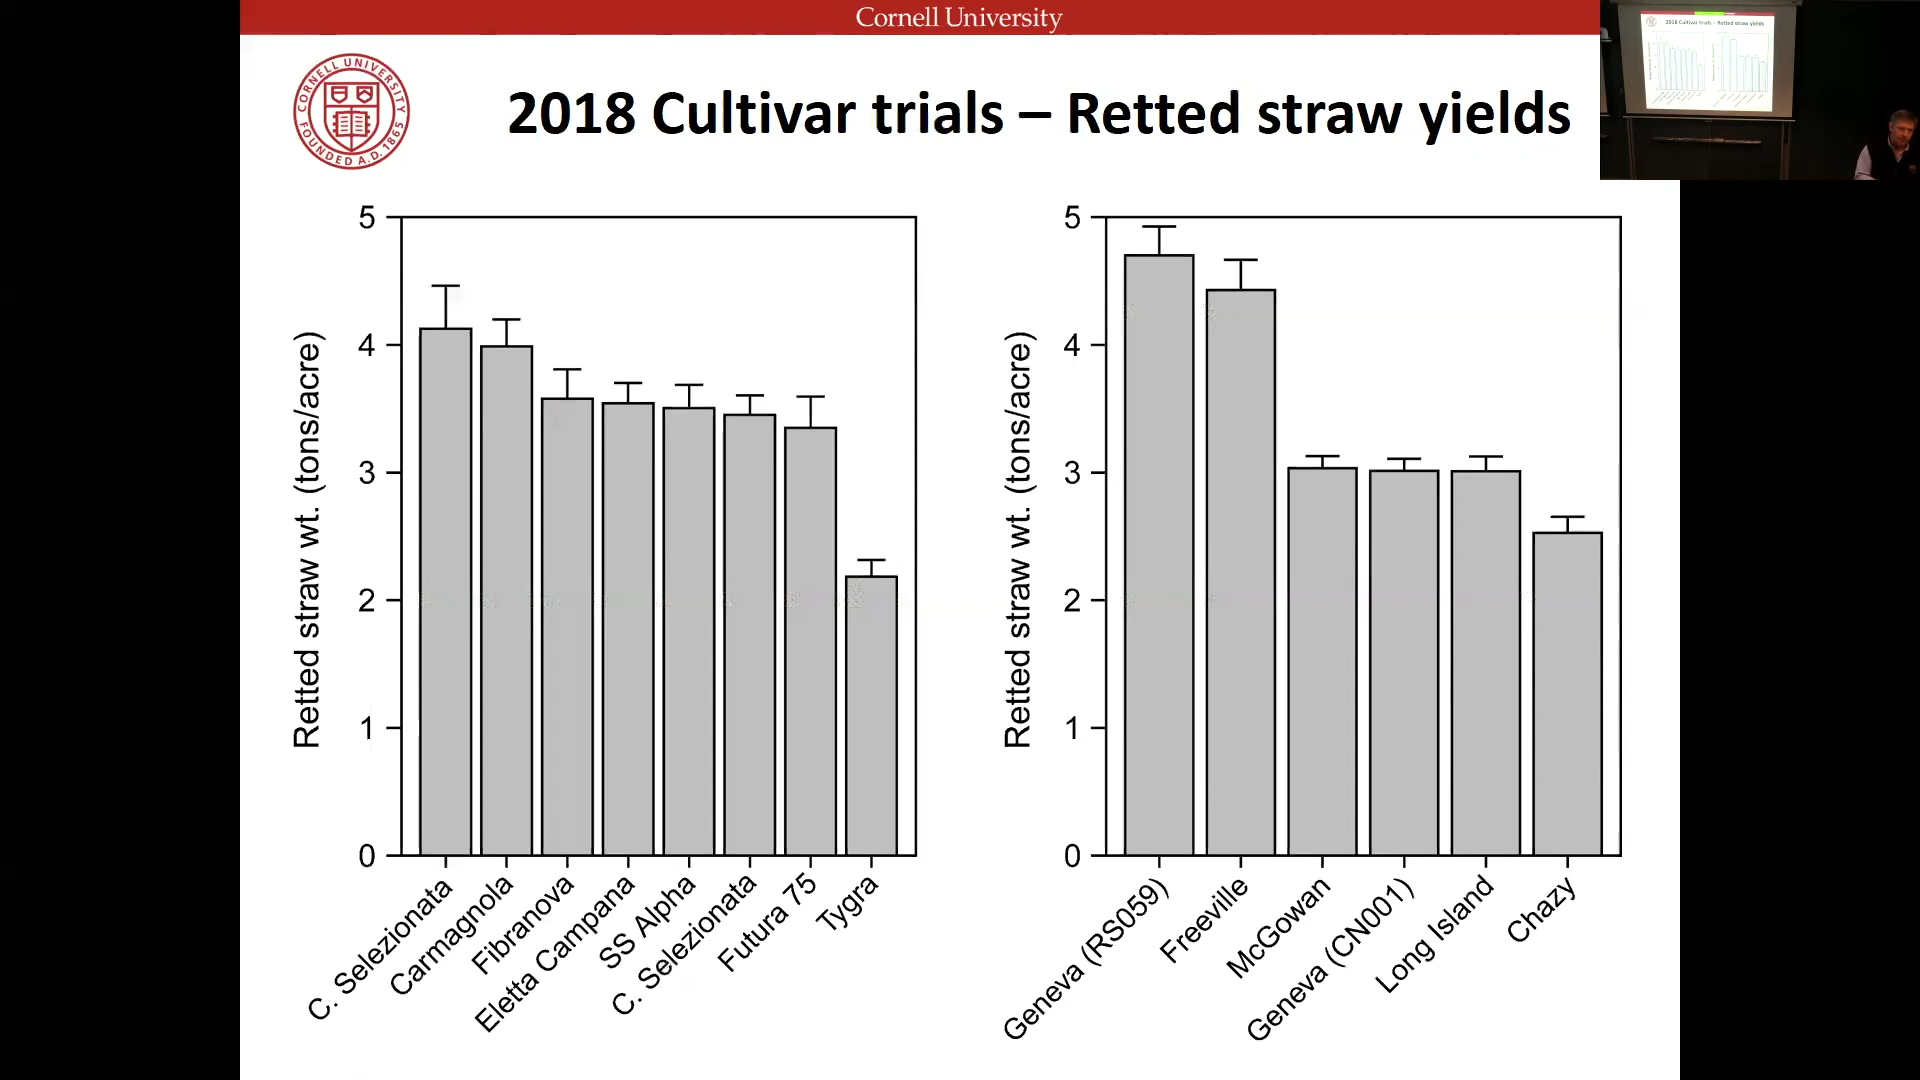 Cornell University
CORNELL UNIVERSITY
FOUNDED A.D. 1865
2018 Cultivar trials – Retted straw yields
2018 Cultivar trials – Retted straw yields
Retted straw wt. (tons/acre)
5
4
3
2
1
0
C. Selezionata
Carmagnola
Fibranova
Eletta Campana
SS Alpha
C. Selezionata
Futura 75
Tygra
Retted straw wt. (tons/acre)
5
4
3
2
1
0
Geneva (RS059)
Freeville
McGowan
Geneva (CN001)
Long Island
Chazy